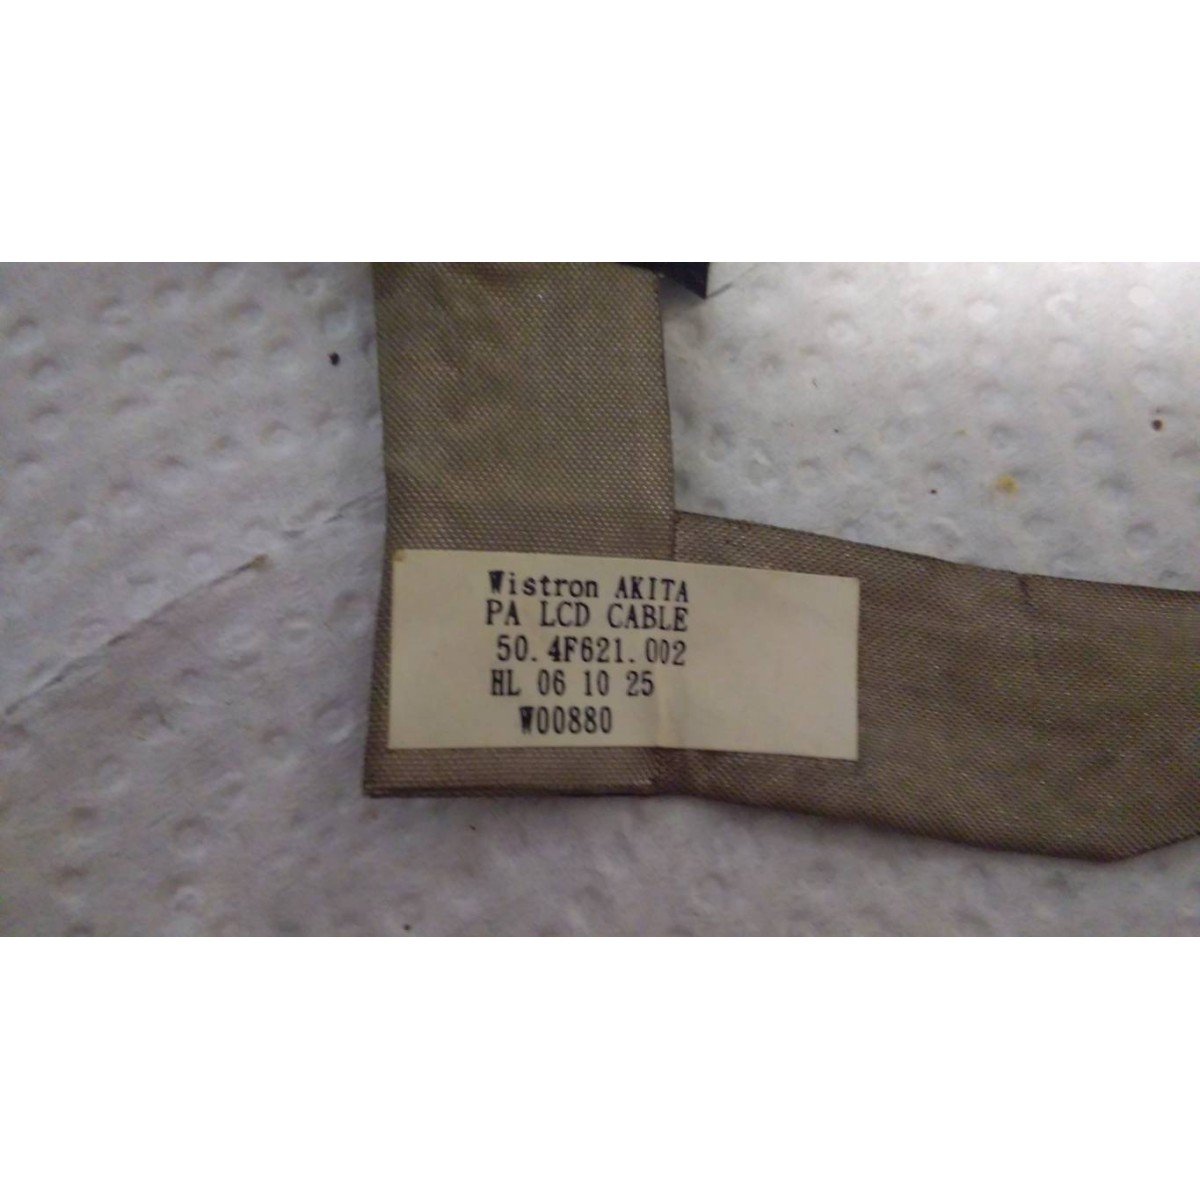 Wistron AKITA
PA LCD CABLE
50.4F621.002
HL 06 10 25
W00880